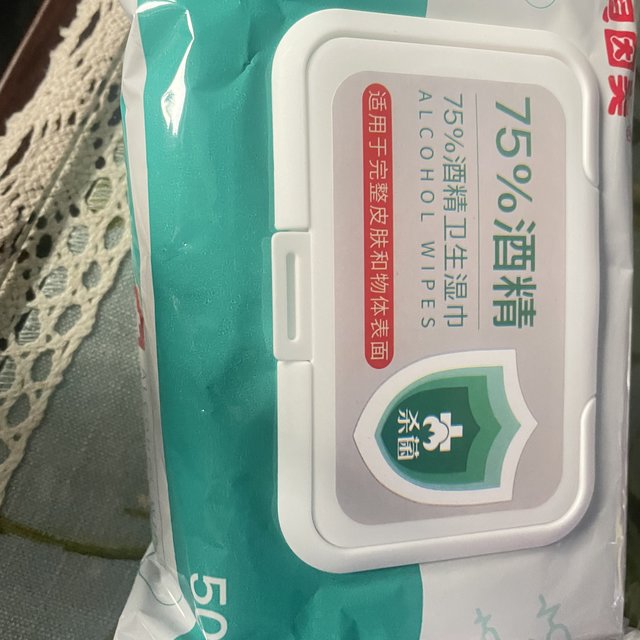 75%酒精
75%酒精卫生湿巾
ALCOHOL WIPES
适用于完整皮肤和物体表面
杀菌
50